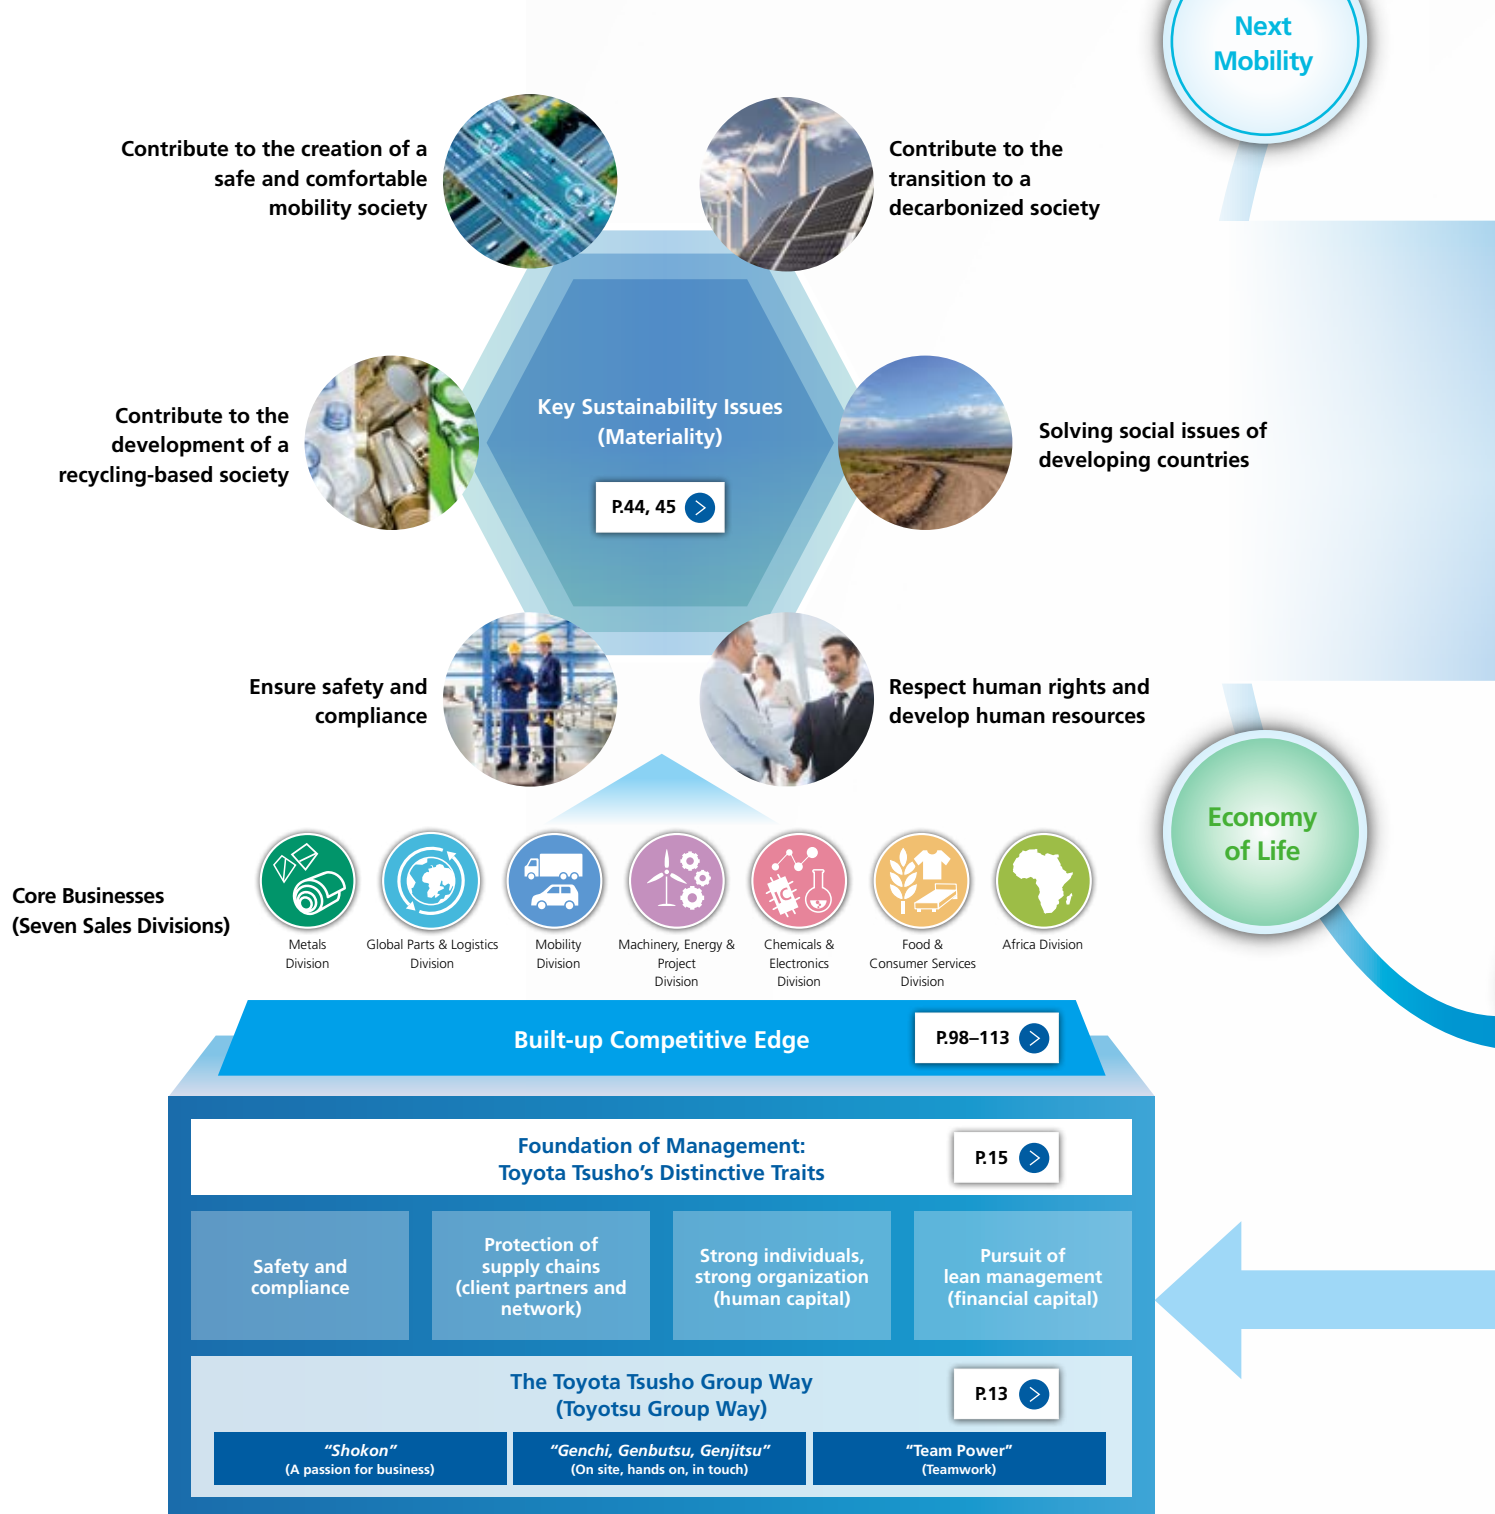 Next
Mobility
Contribute to the creation of a
safe and comfortable
mobility society
Contribute to the
transition to a
decarbonized society
Key Sustainability Issues
(Materiality)
P.44, 45
Contribute to the
development of a
recycling-based society
Solving social issues of
developing countries
Ensure safety and
compliance
Respect human rights and
develop human resources
Economy
of Life
Core Businesses
(Seven Sales Divisions)
IC
Metals
Division
Global Parts & Logistics
Division
Mobility
Division
Machinery, Energy &
Project
Division
Chemicals &
Electronics
Division
Food &
Consumer Services
Division
Africa Division
Built-up Competitive Edge
P.98–113
Foundation of Management:
Toyota Tsusho’s Distinctive Traits
P.15
Safety and
compliance
Protection of
supply chains
(client partners and
network)
Strong individuals,
strong organization
(human capital)
Pursuit of
lean management
(financial capital)
The Toyota Tsusho Group Way
(Toyotsu Group Way)
P.13
“Shokon”
(A passion for business)
“Genchi, Genbutsu, Genjitsu”
(On site, hands on, in touch)
“Team Power”
(Teamwork)